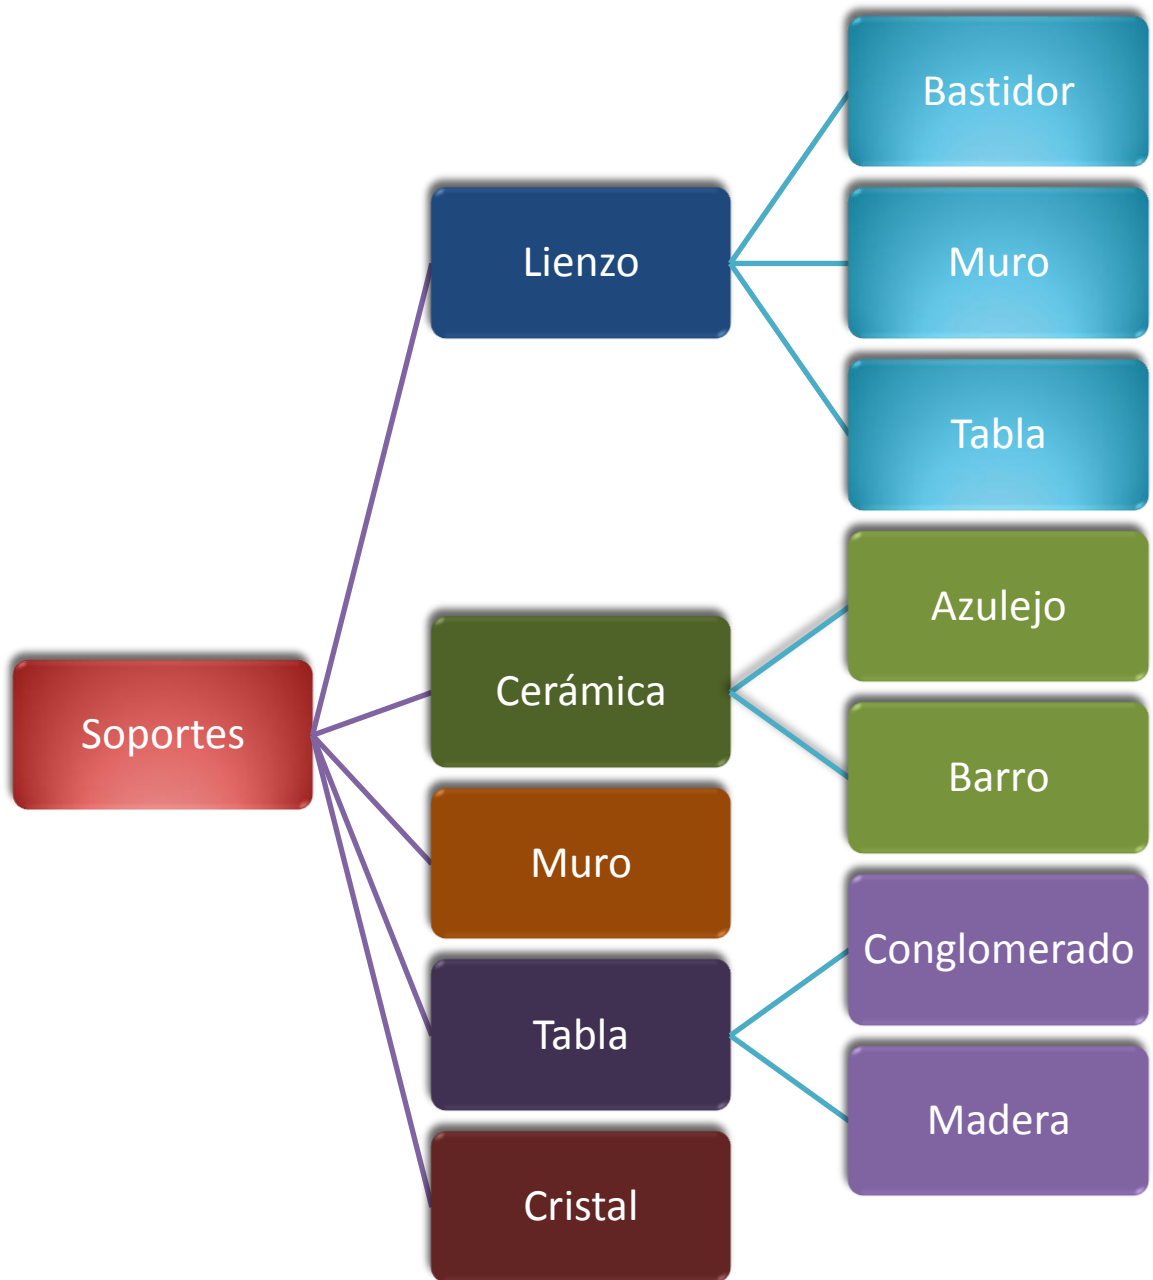 Soportes
Lienzo
Bastidor
Muro
Tabla
Cerámica
Azulejo
Barro
Muro
Tabla
Conglomerado
Madera
Cristal